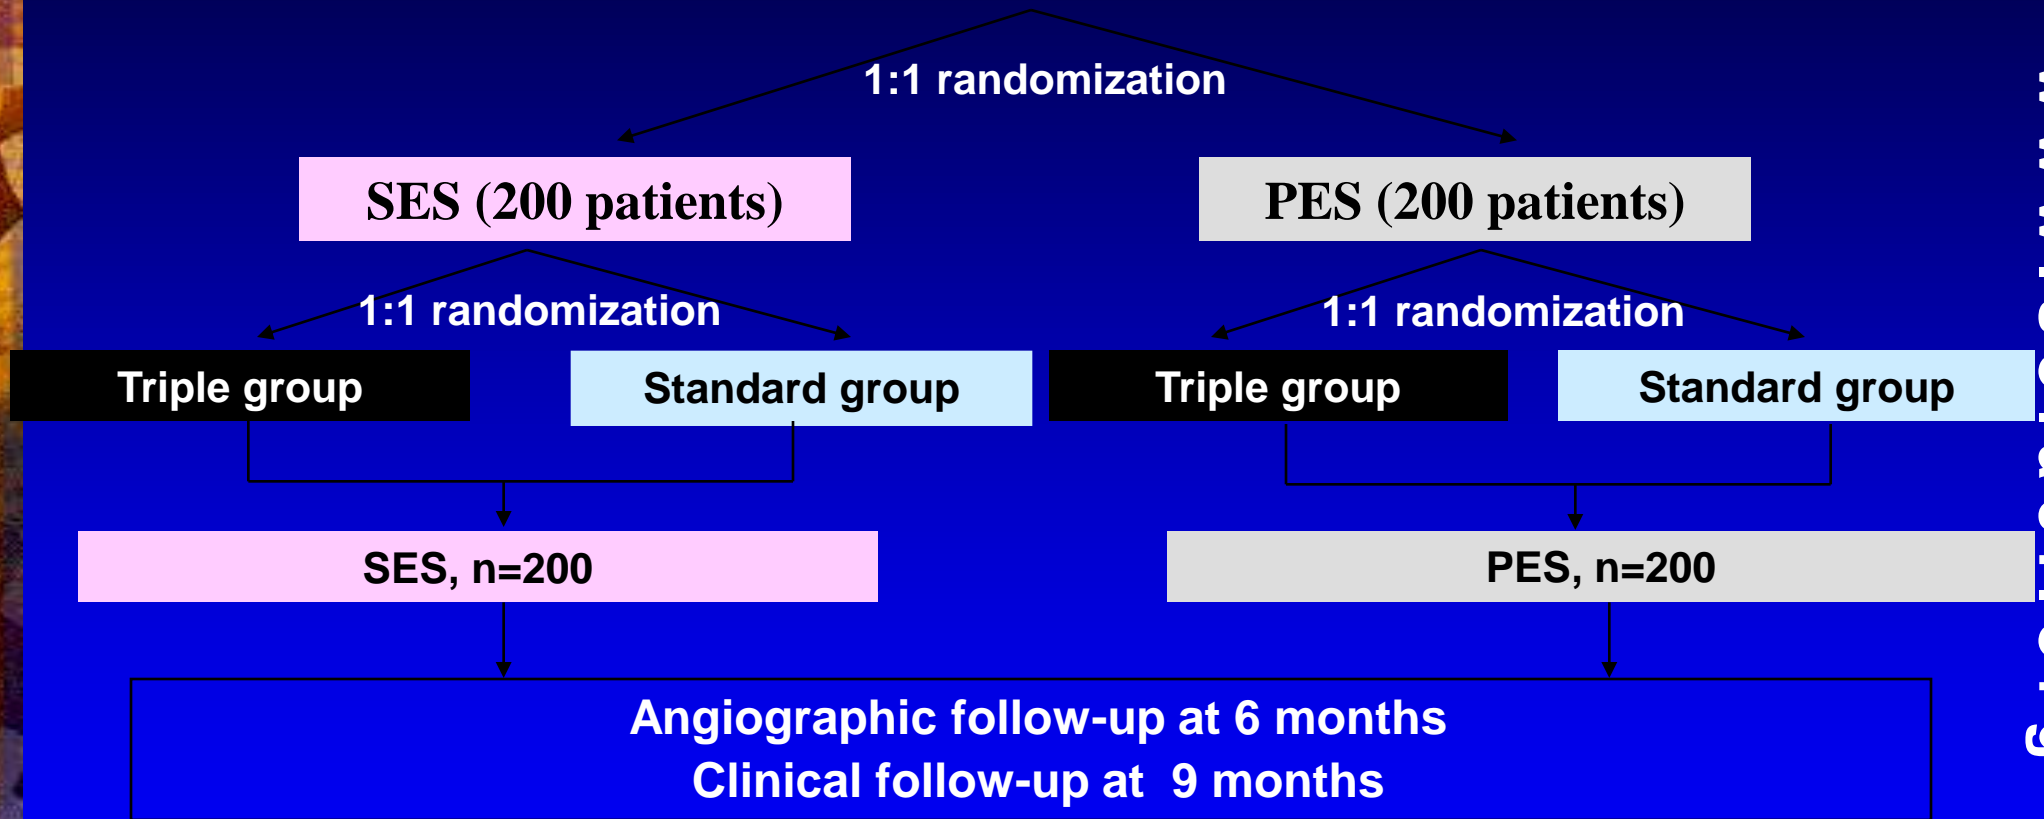 1:1 randomization
SES (200 patients)
PES (200 patients)
1:1 randomization
1:1 randomization
Triple group
Standard group
Triple group
Standard group
SES, n=200
PES, n=200
Angiographic follow-up at 6 months
Clinical follow-up at  9 months